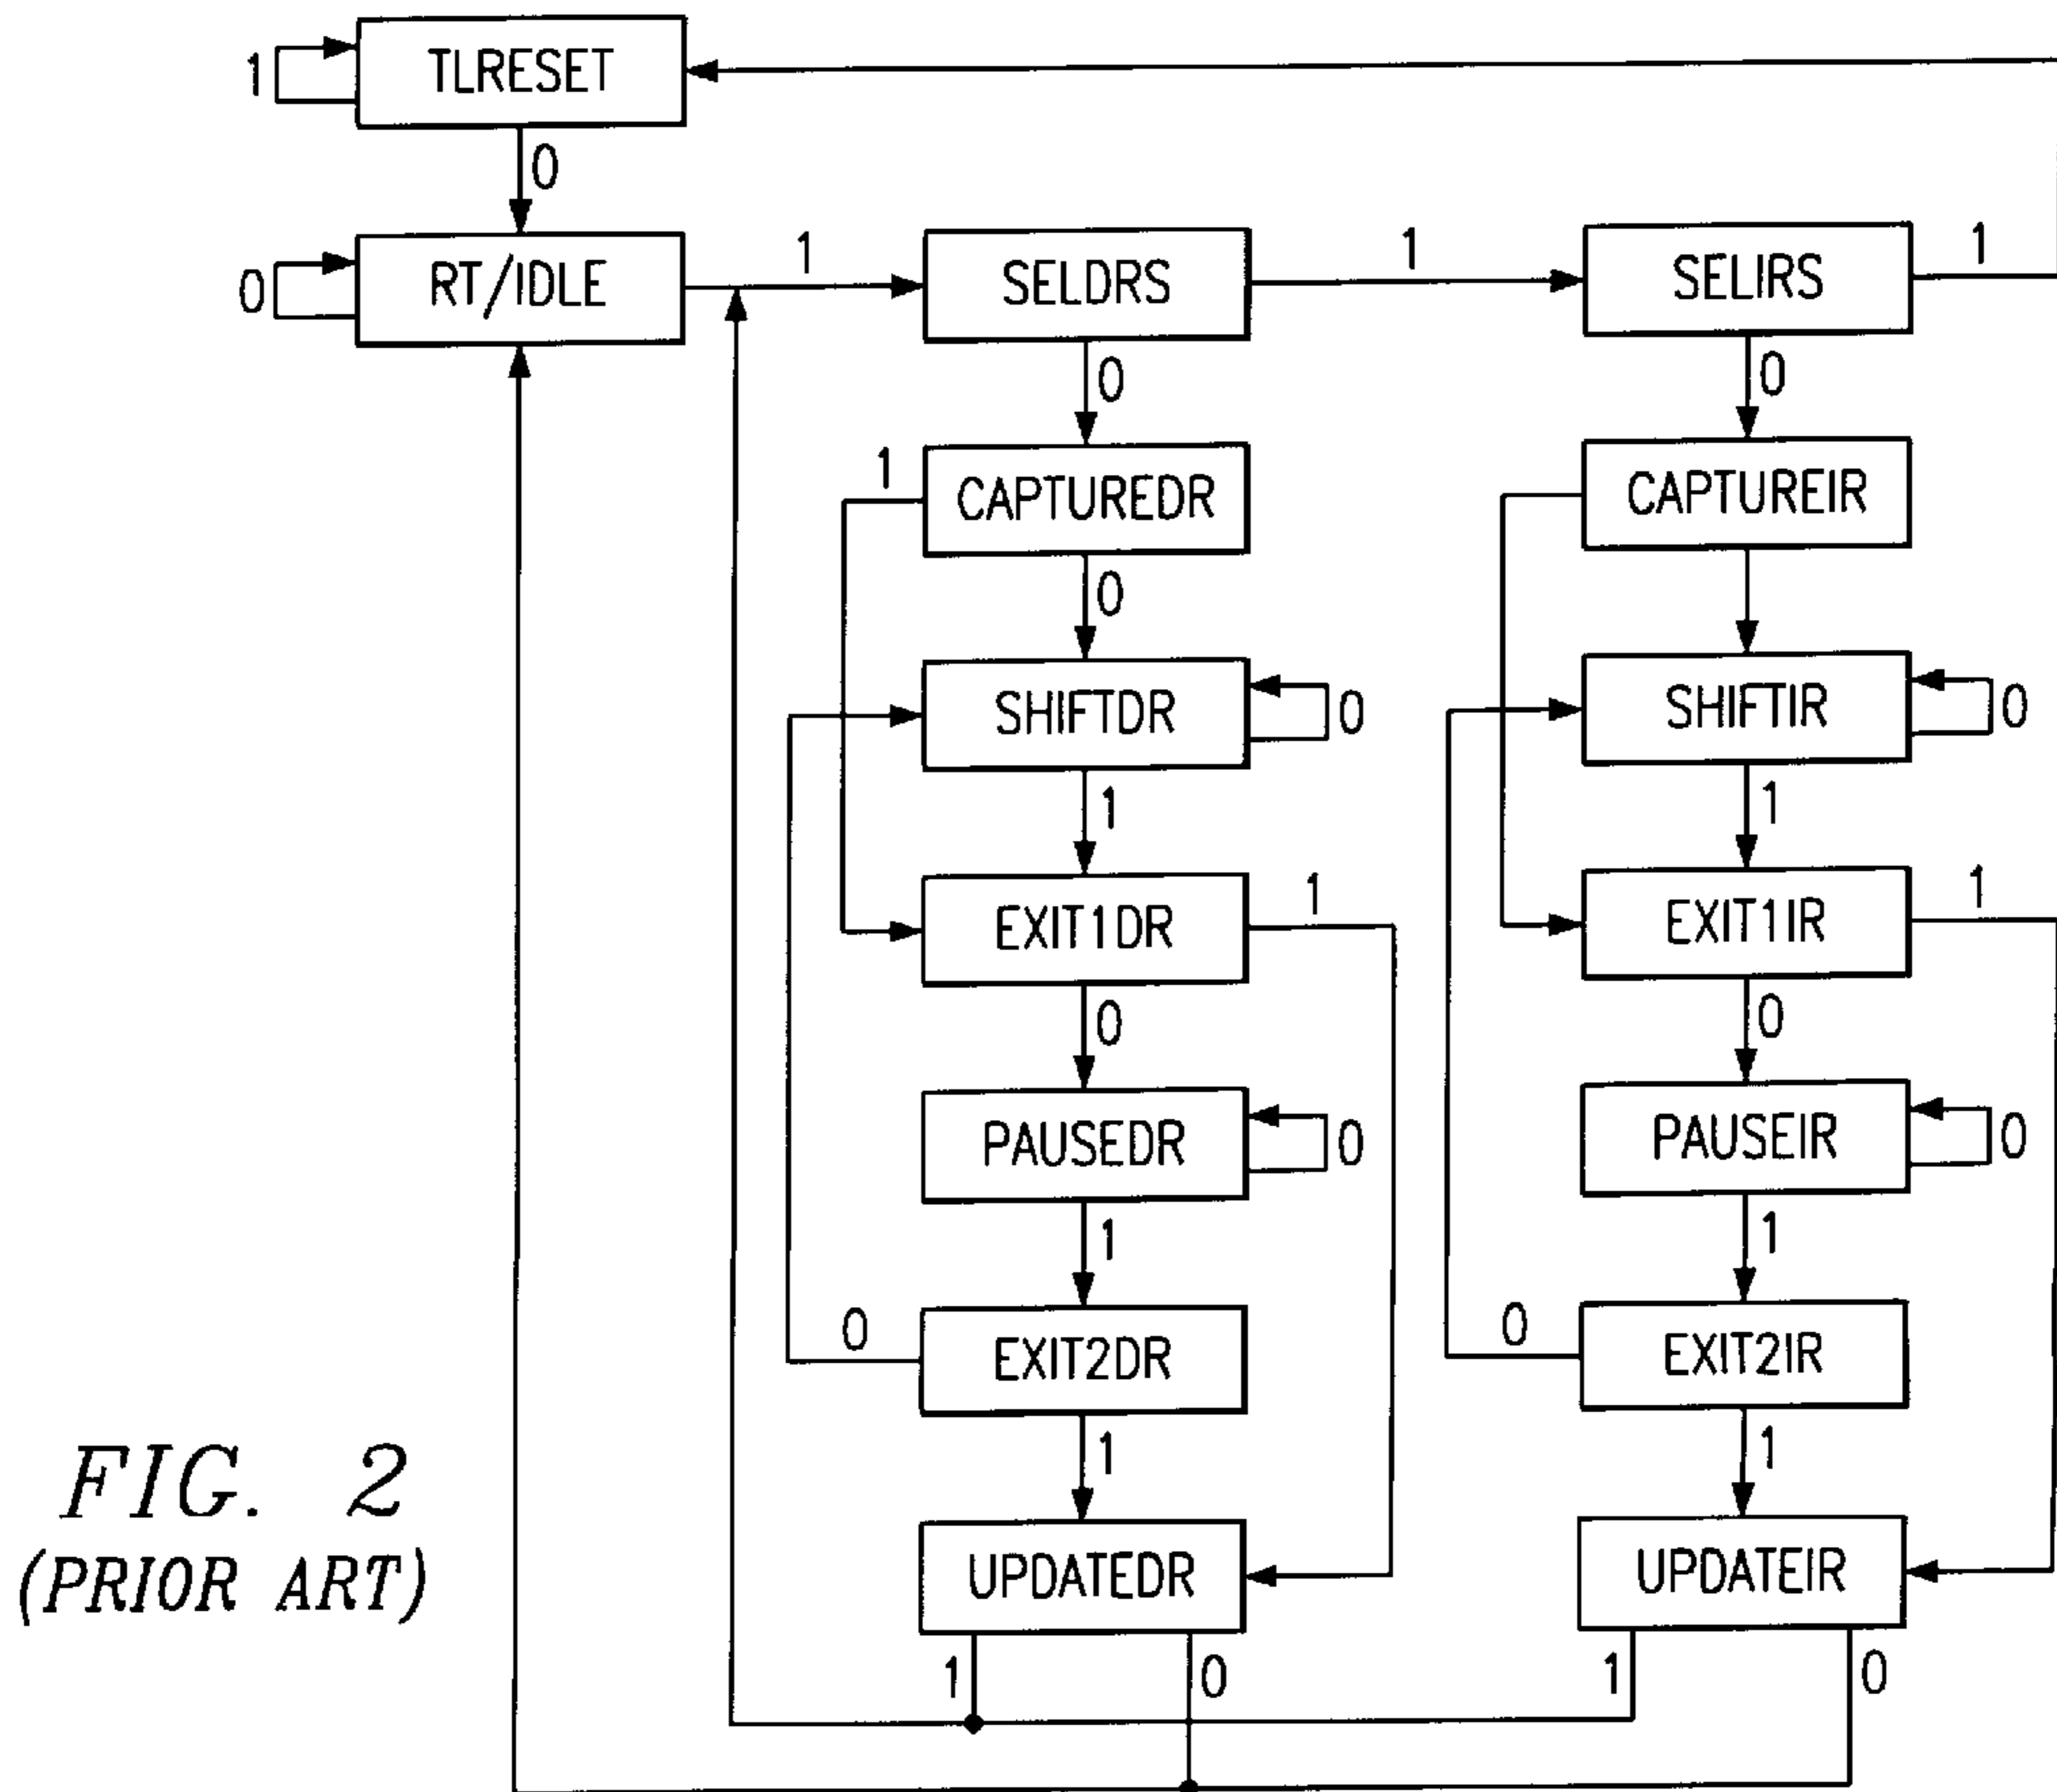 TLRESET
1
0
RT/IDLE
0
1
SELDRS
1
SELIRS
1
0
0
CAPTUREDR
1
0
CAPTUREIR
SHIFTDR
0
1
SHIFTIR
0
1
EXIT1DR
1
0
EXIT1IR
1
0
PAUSEDR
0
1
PAUSEIR
0
1
EXIT2DR
0
1
EXIT2IR
0
1
UPDATEDR
1
0
UPDATEIR
1
0
FIG. 2
(PRIOR ART)